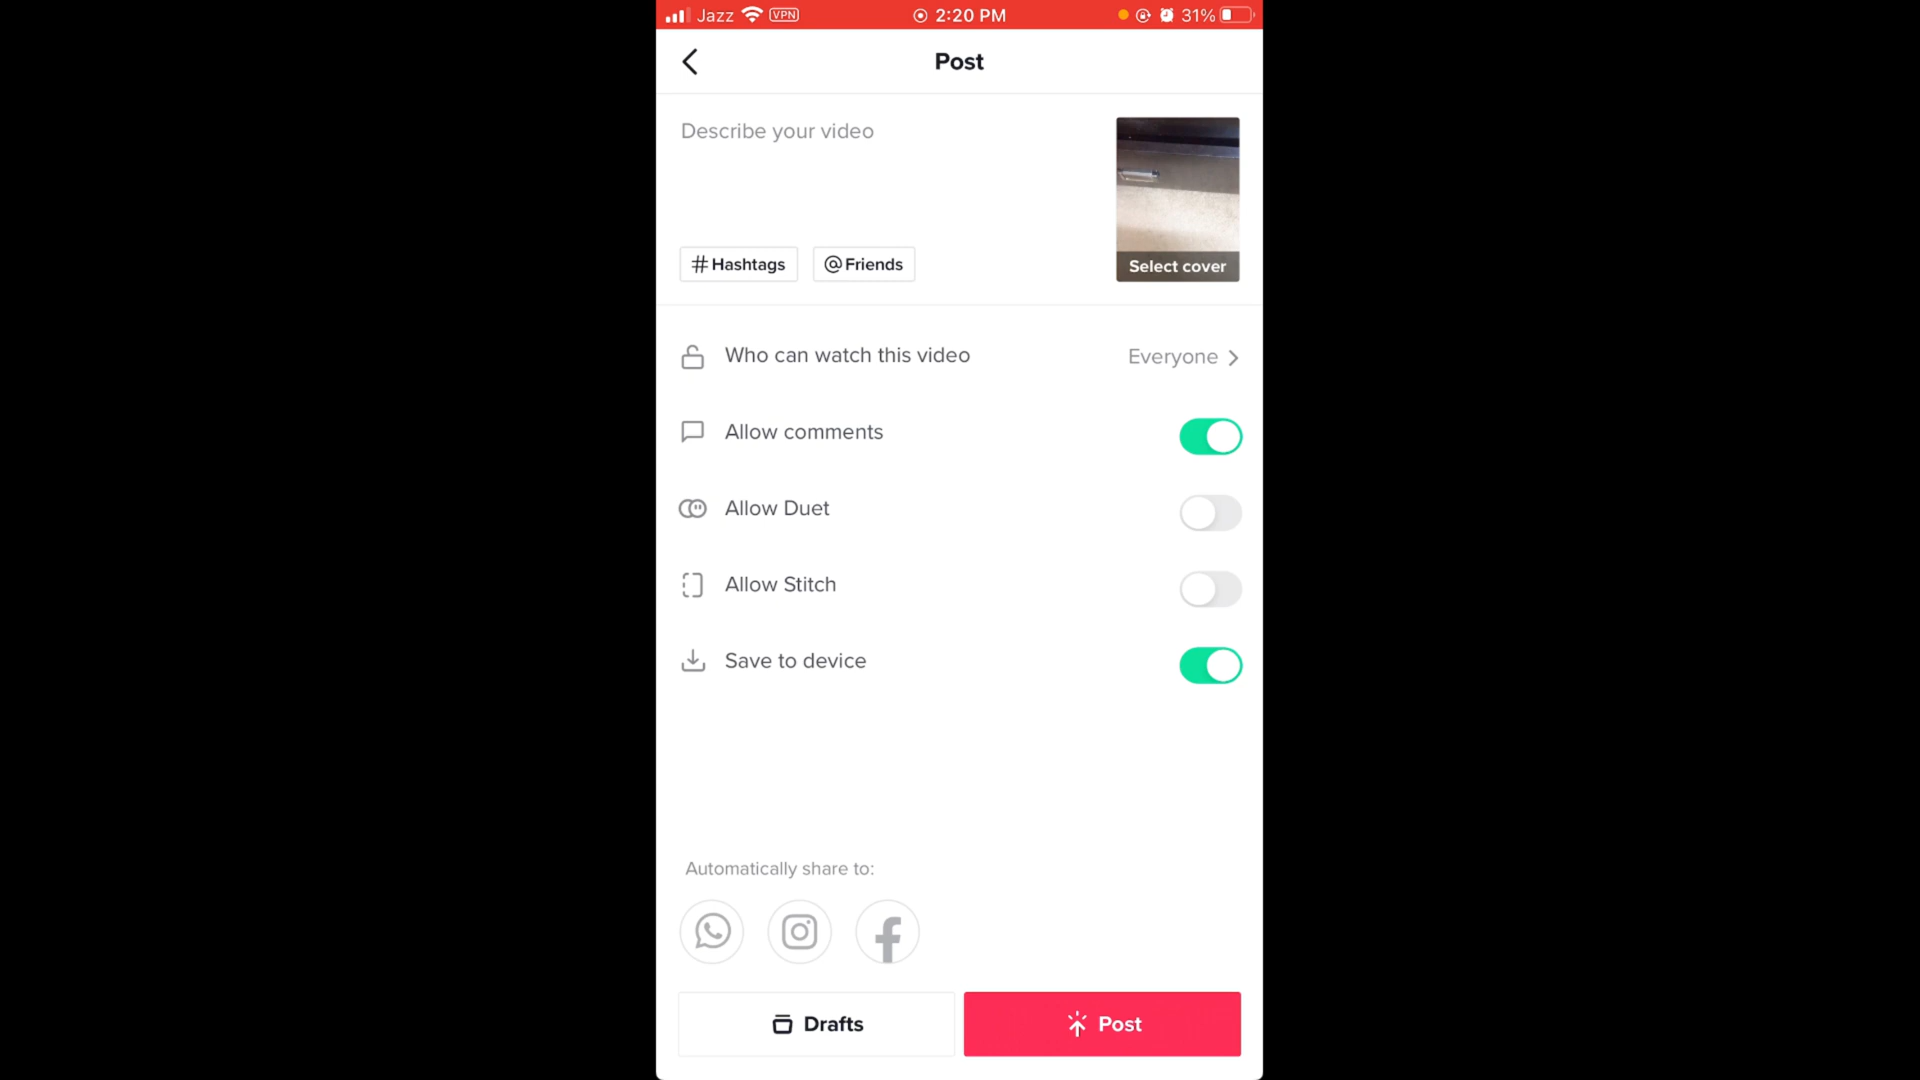 Jazz VPN 2:20 PM 31%
Post
Describe your video
#Hashtags @Friends
Select cover
Who can watch this video Everyone
Allow comments
Allow Duet
Allow Stitch
Save to device
Automatically share to:
Drafts Post